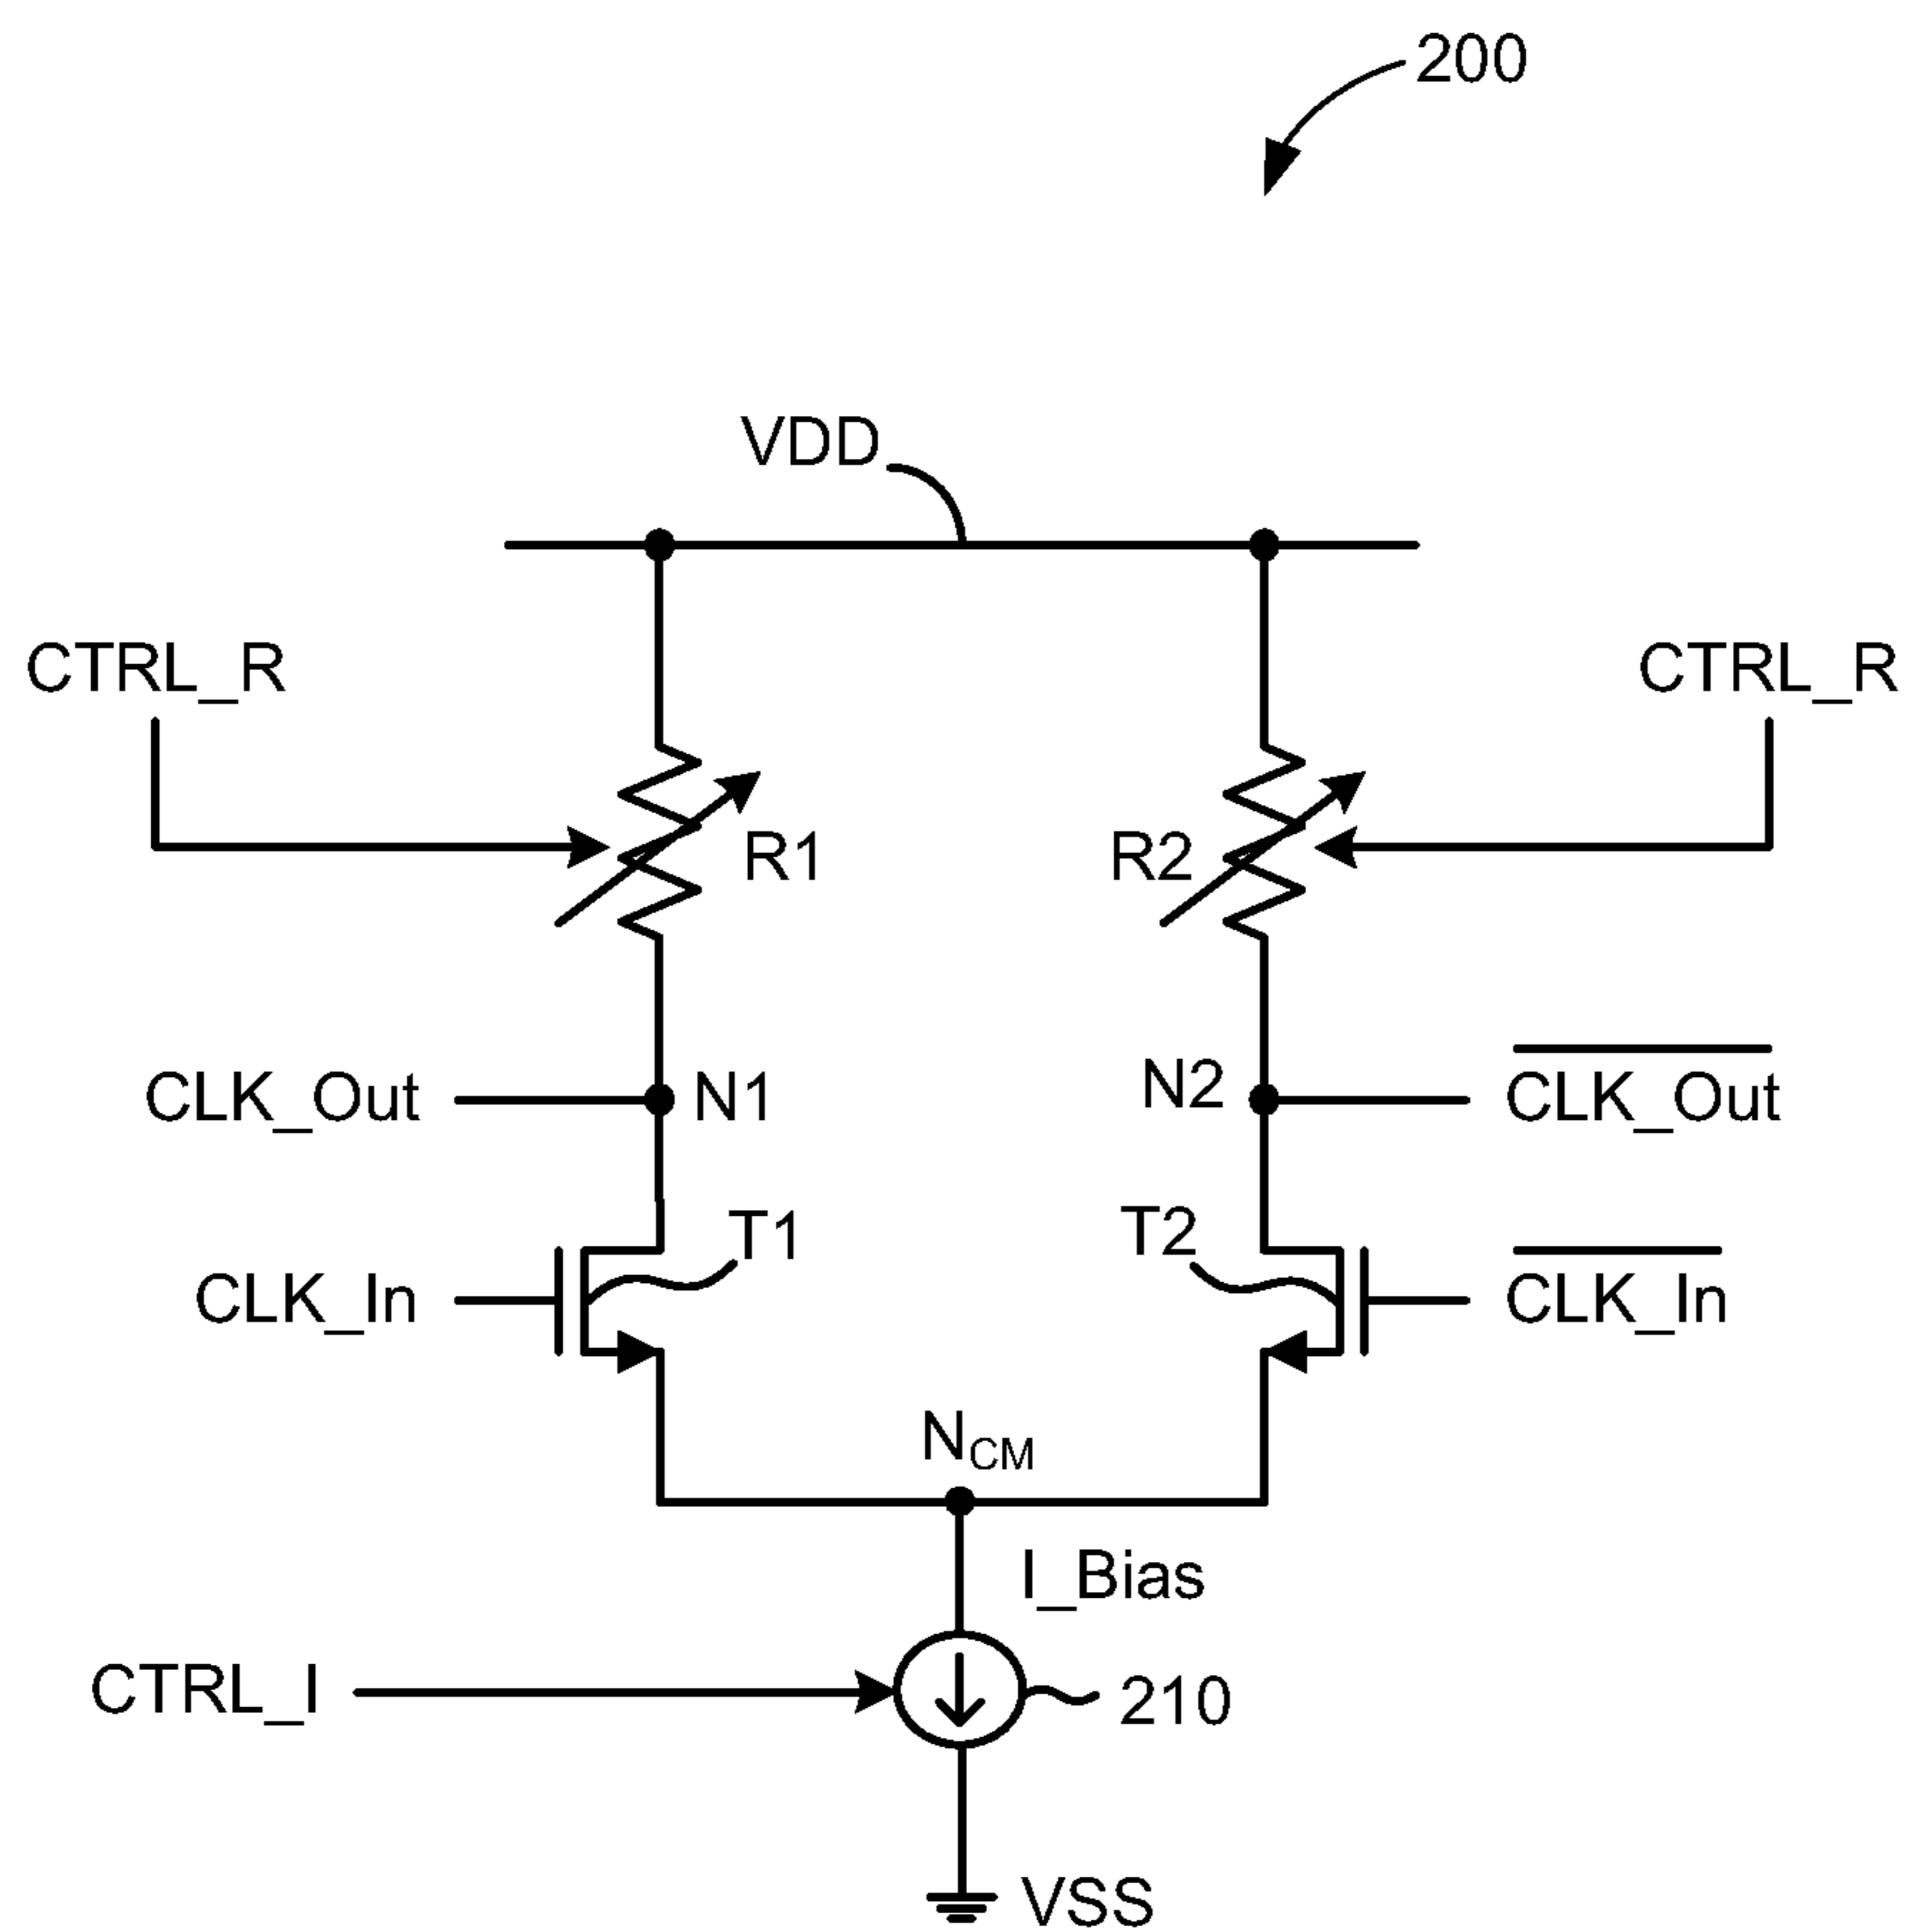 200
VDD
CTRL_R
CTRL_R
R1
R2
CLK_Out
N1
N2
CLK_Out
T1
T2
CLK_In
CLK_In
NCM
I_Bias
CTRL_I
210
VSS